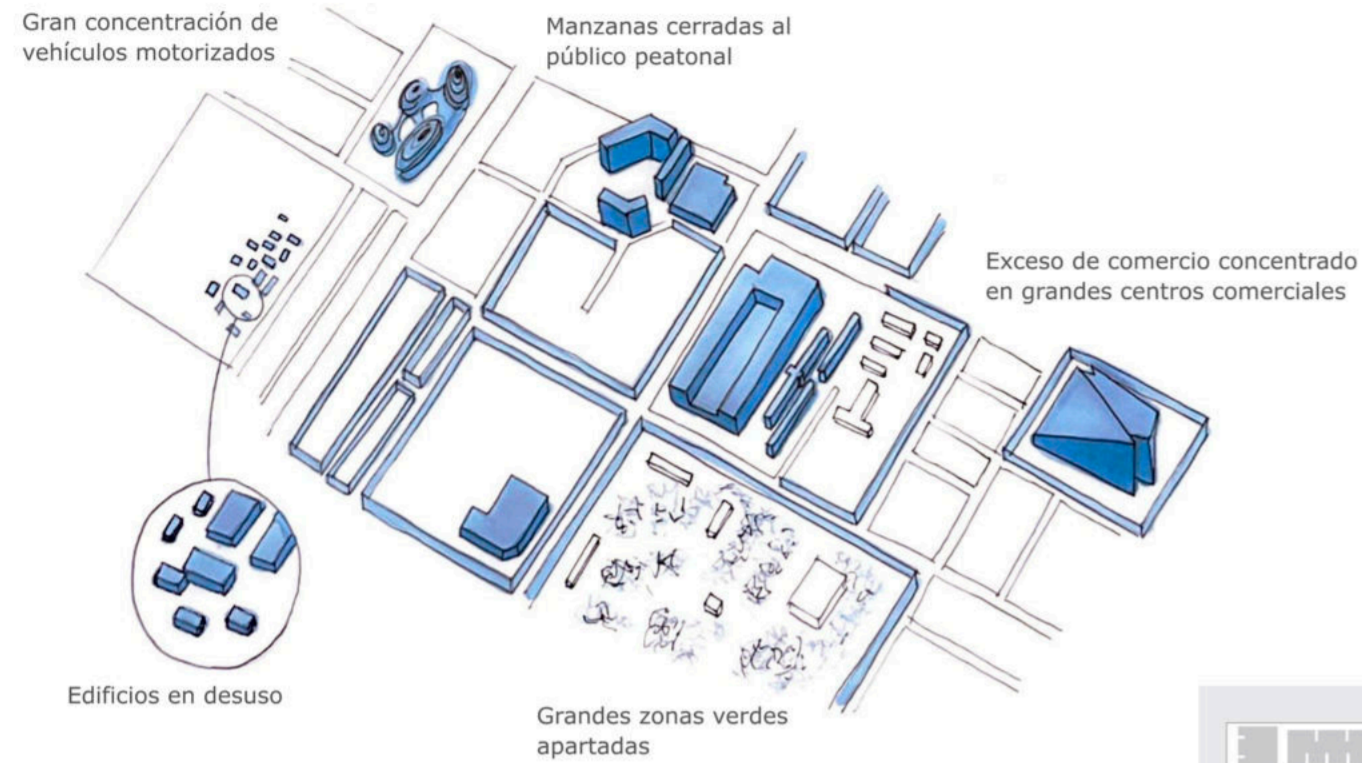 Gran concentración de
vehículos motorizados
Manzanas cerradas al
público peatonal
Exceso de comercio concentrado
en grandes centros comerciales
Edificios en desuso
Grandes zonas verdes
apartadas